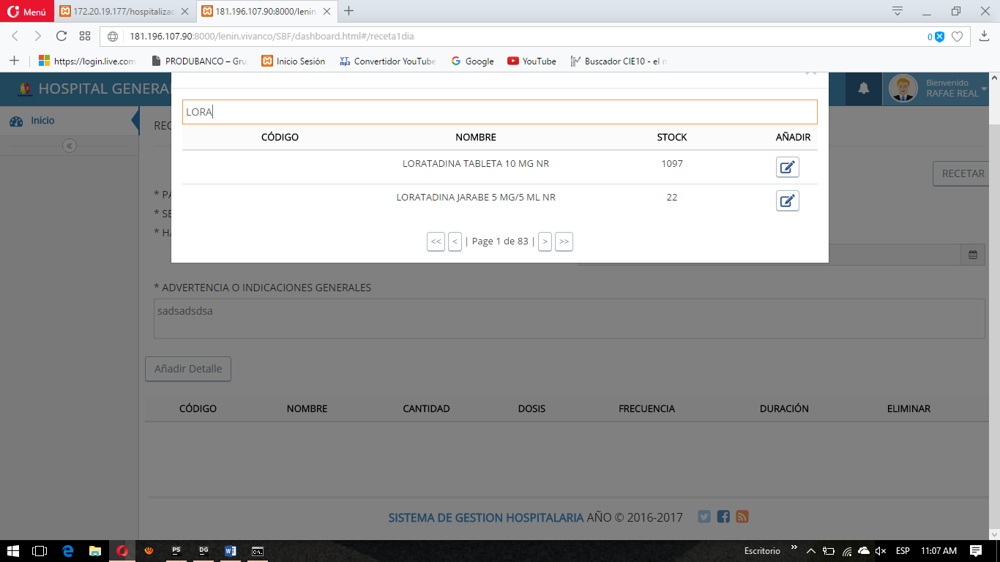 Menú
172.20.19.177/hospitalizac
181.196.107.90:8000/lenin.
181.196.107.90:8000/lenin.vivanco/SBF/dashboard.html#/receta1dia
0
https://login.live.com
PRODUBANCO – Gru
Inicio Sesión
YT mp3
Convertidor YouTube
Google
YouTube
Buscador CIE10 - el n
HOSPITAL GENERA
Bienvenido
RAFAE REAL
Inicio
REC
LORA
CÓDIGO NOMBRE STOCK AÑADIR
LORATADINA TABLETA 10 MG NR 1097
LORATADINA JARABE 5 MG/5 ML NR 22
<< < | Page 1 de 83 | > >>
RECETAR
* PA
* SE
* HA
* ADVERTENCIA O INDICACIONES GENERALES
sadsadsdsa
Añadir Detalle
CÓDIGO NOMBRE CANTIDAD DOSIS FRECUENCIA DURACIÓN ELIMINAR
SISTEMA DE GESTION HOSPITALARIA AÑO © 2016-2017
PS
DG
Escritorio
ESP
11:07 AM